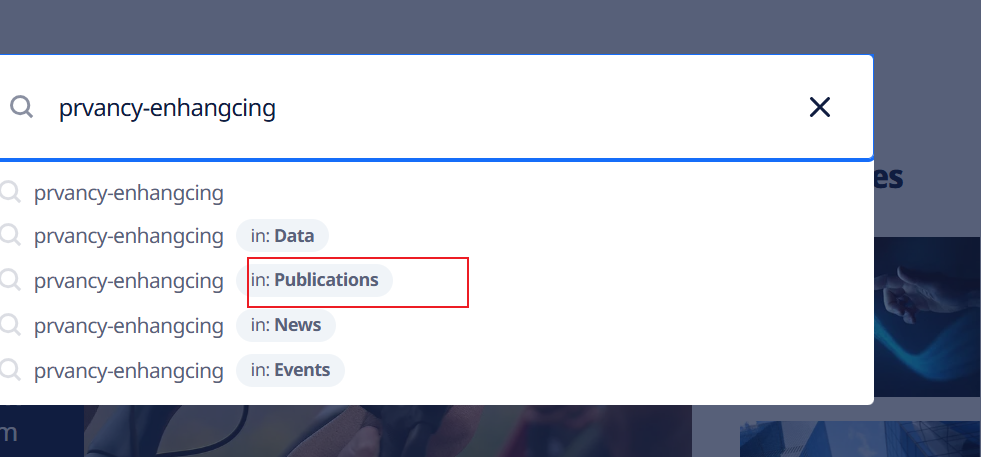 prvancy-enhangcing
es
prvancy-enhangcing
prvancy-enhangcing in: Data
prvancy-enhangcing in: Publications
prvancy-enhangcing in: News
prvancy-enhangcing in: Events
m